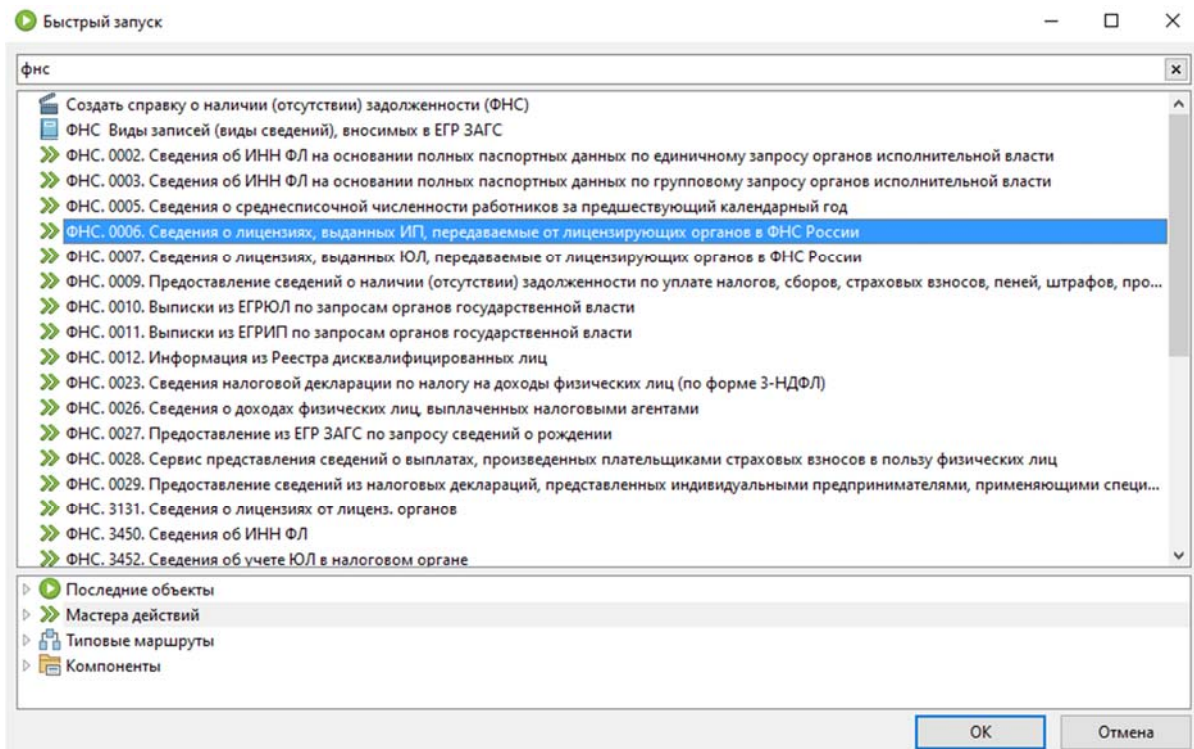 Быстрый запуск
фнс
Создать справку о наличии (отсутствии) задолженности (ФНС)
ФНС Виды записей (виды сведений), вносимых в ЕГР ЗАГС
ФНС. 0002. Сведения об ИНН ФЛ на основании полных паспортных данных по единичному запросу органов исполнительной власти
ФНС. 0003. Сведения об ИНН ФЛ на основании полных паспортных данных по групповому запросу органов исполнительной власти
ФНС. 0005. Сведения о среднесписочной численности работников за предшествующий календарный год
ФНС. 0006. Сведения о лицензиях, выданных ИП, передаваемые от лицензирующих органов в ФНС России
ФНС. 0007. Сведения о лицензиях, выданных ЮЛ, передаваемые от лицензирующих органов в ФНС России
ФНС. 0009. Предоставление сведений о наличии (отсутствии) задолженности по уплате налогов, сборов, страховых взносов, пеней, штрафов, про...
ФНС. 0010. Выписки из ЕГРЮЛ по запросам органов государственной власти
ФНС. 0011. Выписки из ЕГРИП по запросам органов государственной власти
ФНС. 0012. Информация из Реестра дисквалифицированных лиц
ФНС. 0023. Сведения налоговой декларации по налогу на доходы физических лиц (по форме 3-НДФЛ)
ФНС. 0026. Сведения о доходах физических лиц, выплаченных налоговыми агентами
ФНС. 0027. Предоставление из ЕГР ЗАГС по запросу сведений о рождении
ФНС. 0028. Сервис представления сведений о выплатах, произведенных плательщиками страховых взносов в пользу физических лиц
ФНС. 0029. Предоставление сведений из налоговых деклараций, представленных индивидуальными предпринимателями, применяющими специ...
ФНС. 3131. Сведения о лицензиях от лиценз. органов
ФНС. 3450. Сведения об ИНН ФЛ
ФНС. 3452. Сведения об учете ЮЛ в налоговом органе
Последние объекты
Мастера действий
Типовые маршруты
Компоненты
ОК Отмена